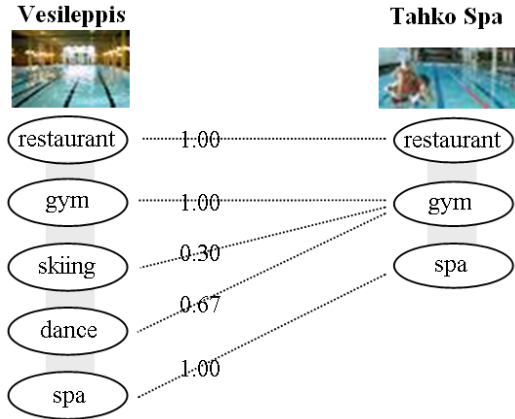 Vesileppis Tahko Spa
restaurant 1.00 restaurant
gym 1.00 gym
skiing 0.30 spa
dance 0.67
spa 1.00